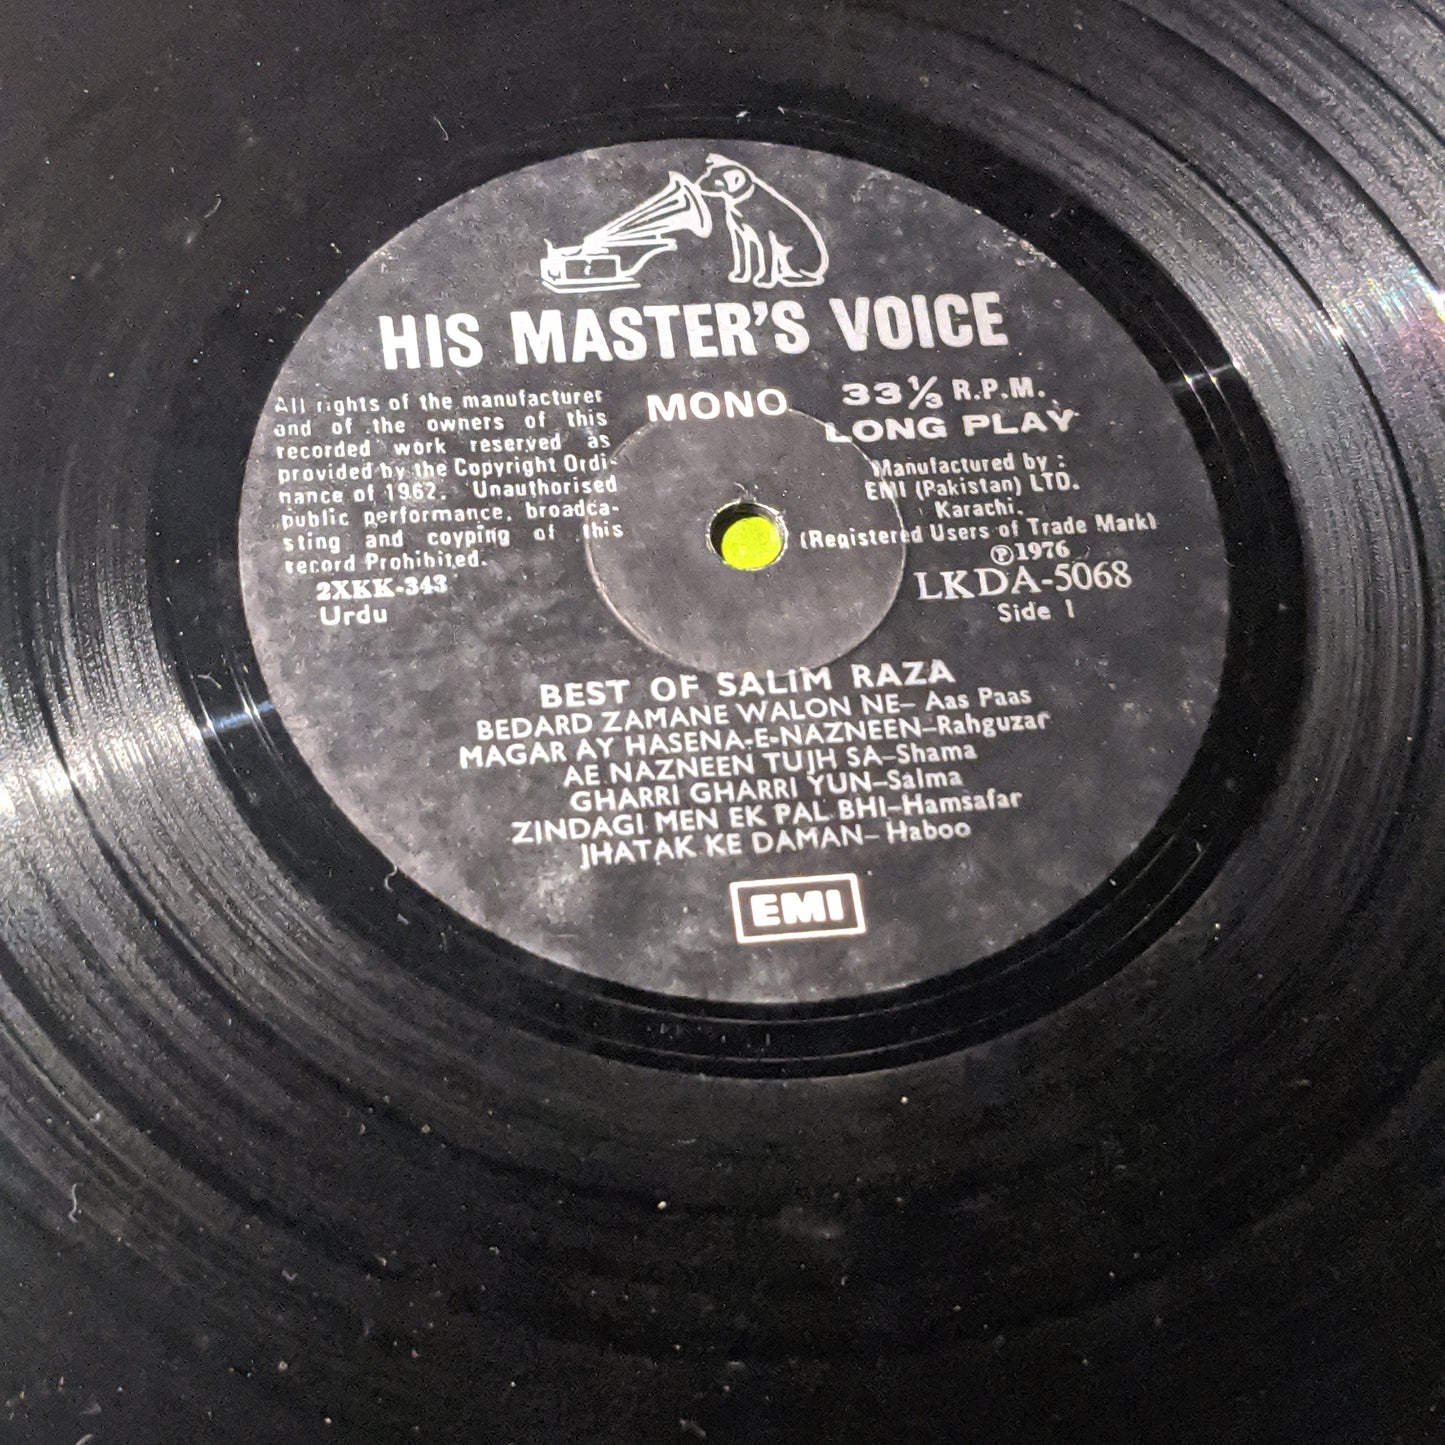 HIS MASTER'S VOICE
All rights of the manufacturer
and of the owners of this
recorded work reserved as
provided by the Copyright Ordi-
nance of 1962. Unauthorised
public performance, broadca-
sting and coyping of this
record Prohibited.
2XKK-343
Urdu
MONO
33⅓ R.P.M.
LONG PLAY
Manufactured by :
EMI (Pakistan) LTD.
Karachi.
(Registered Users of Trade Mark)
Ⓟ1976
LKDA-5068
Side 1
BEST OF SALIM RAZA
BEDARD ZAMANE WALON NE– Aas Paas
MAGAR AY HASENA-E-NAZNEEN–Rahguzar
AE NAZNEEN TUJH SA–Shama
GHARRI GHARRI YUN–Salma
ZINDAGI MEN EK PAL BHI–Hamsafar
JHATAK KE DAMAN– Haboo
EMI